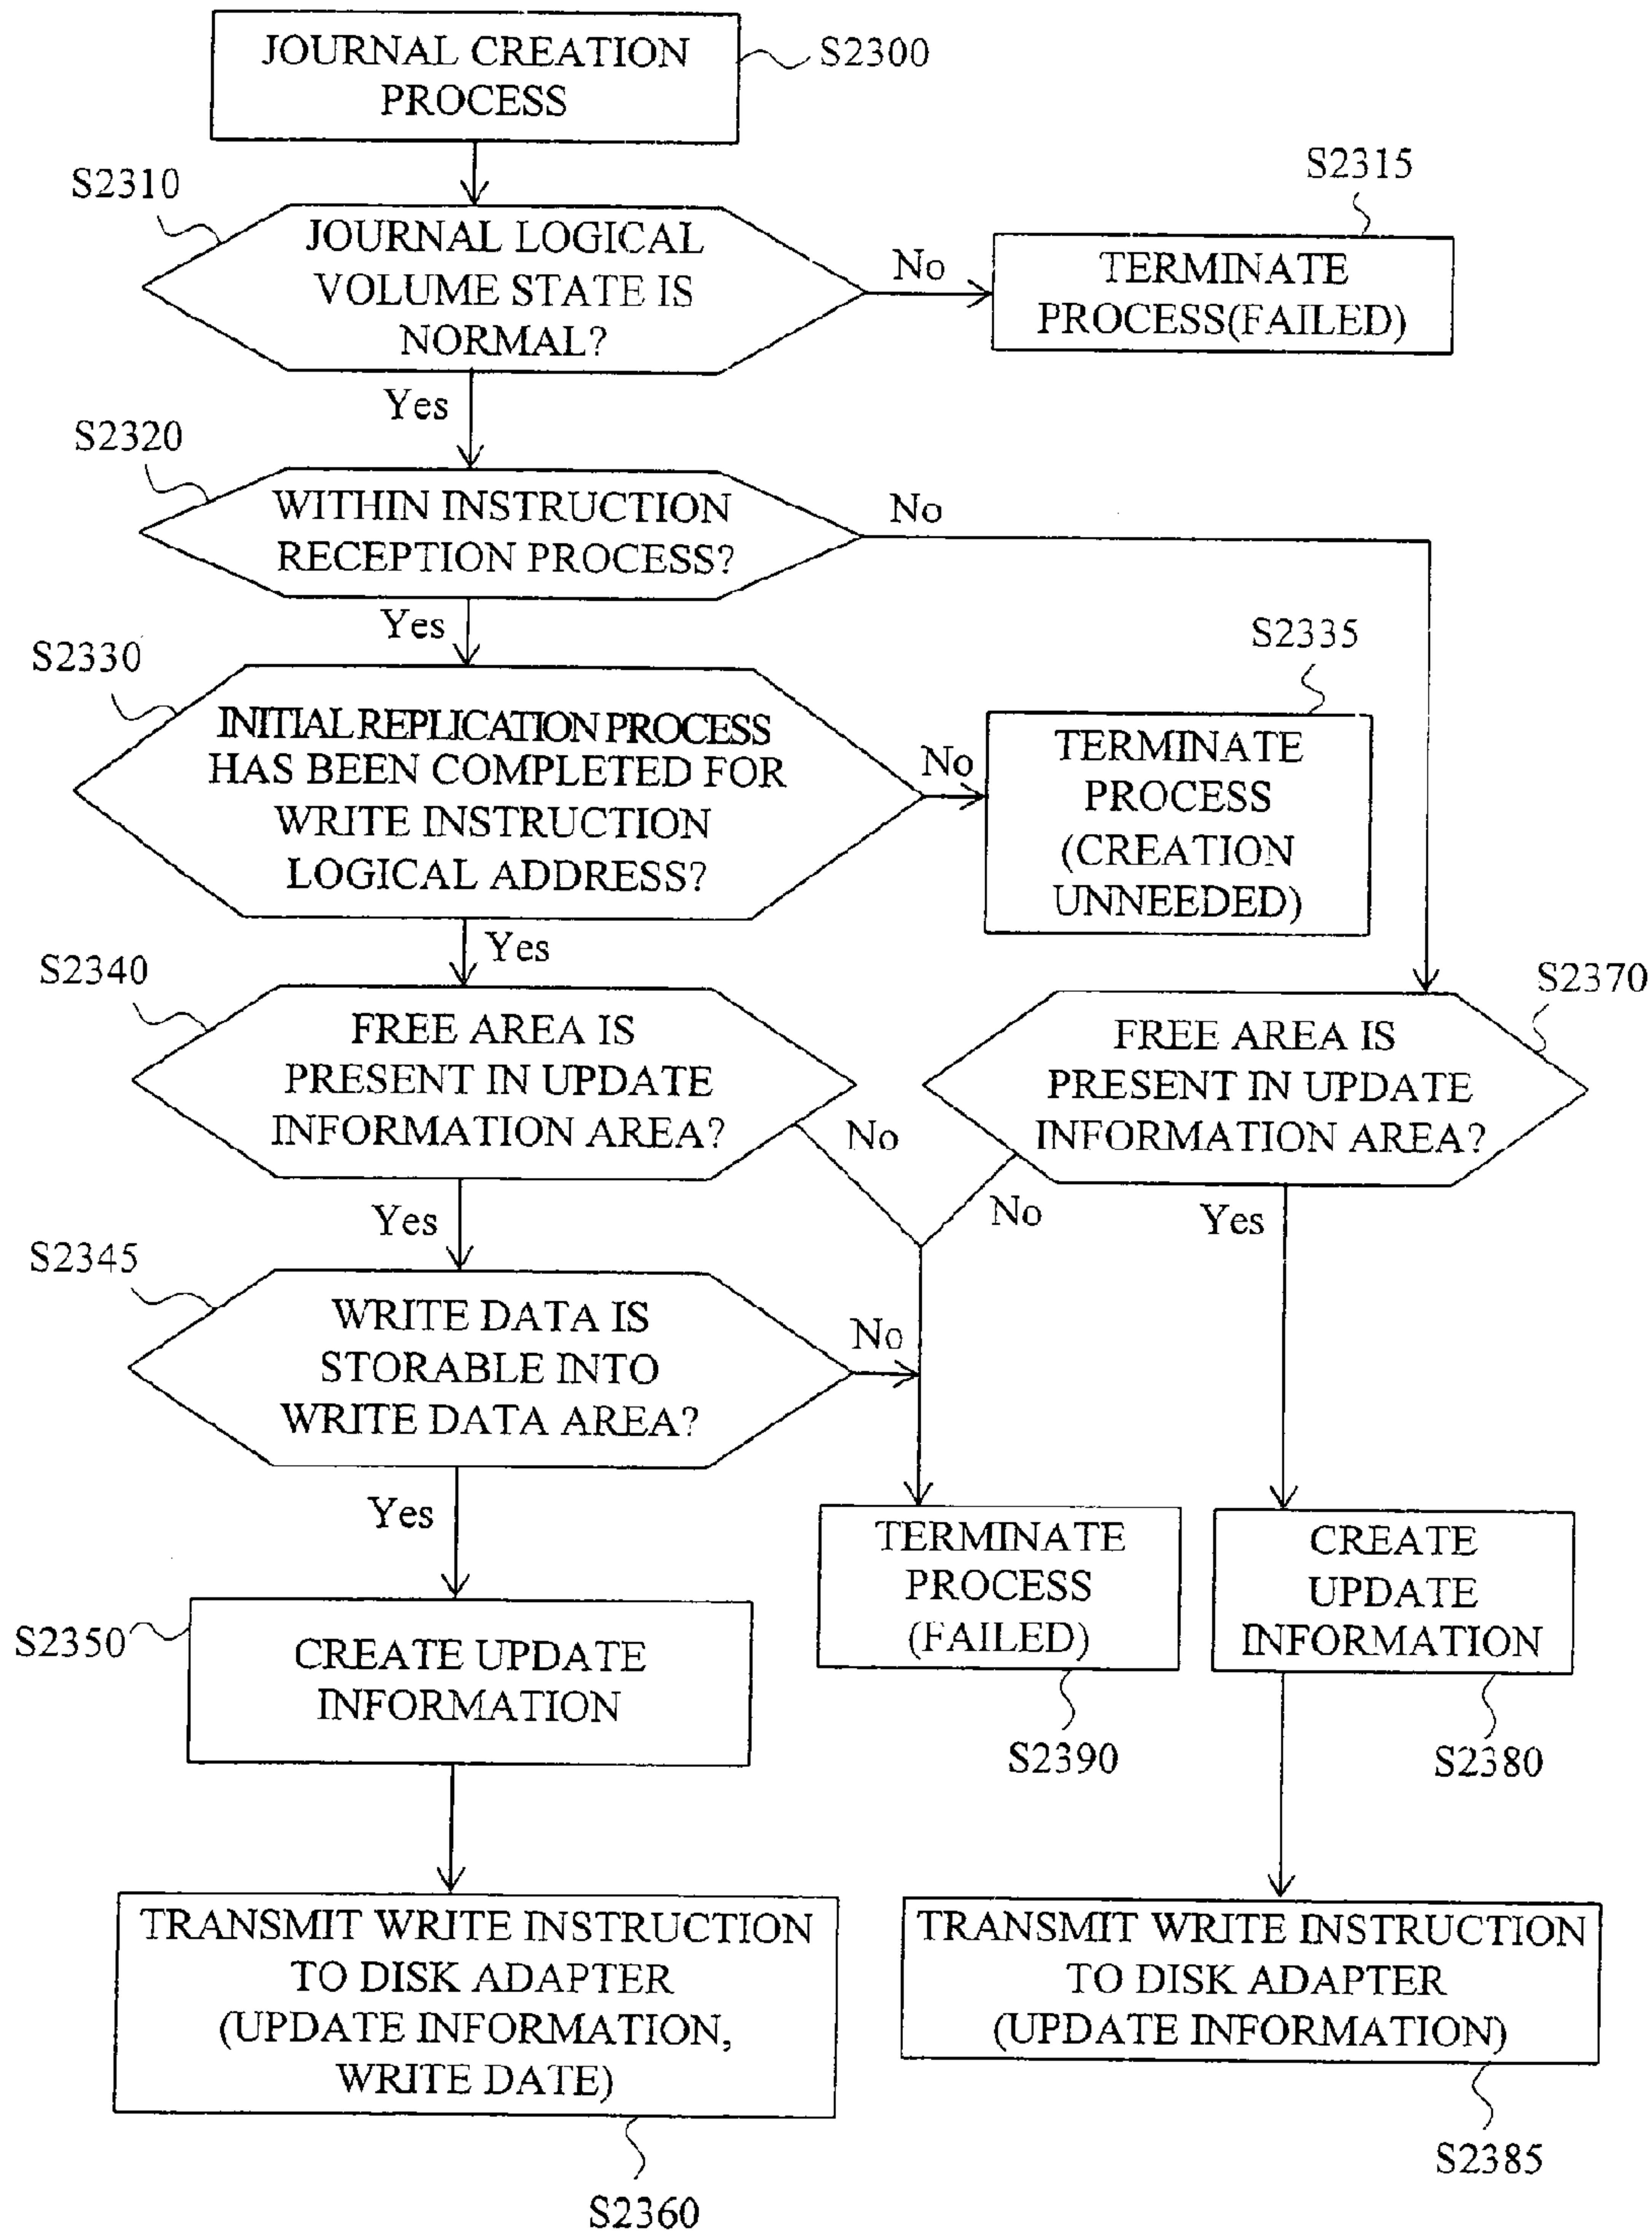 JOURNAL CREATION
PROCESS
S2300
S2310
JOURNAL LOGICAL
VOLUME STATE IS
NORMAL?
No
S2315
TERMINATE
PROCESS(FAILED)
Yes
S2320
WITHIN INSTRUCTION
RECEPTION PROCESS?
No
Yes
S2330
INITIAL REPLICATION PROCESS
HAS BEEN COMPLETED FOR
WRITE INSTRUCTION
LOGICAL ADDRESS?
No
S2335
TERMINATE
PROCESS
(CREATION
UNNEEDED)
Yes
S2340
FREE AREA IS
PRESENT IN UPDATE
INFORMATION AREA?
No
S2370
FREE AREA IS
PRESENT IN UPDATE
INFORMATION AREA?
No
Yes
Yes
S2345
WRITE DATA IS
STORABLE INTO
WRITE DATA AREA?
No
Yes
TERMINATE
PROCESS
(FAILED)
S2390
CREATE
UPDATE
INFORMATION
S2380
S2350
CREATE UPDATE
INFORMATION
TRANSMIT WRITE INSTRUCTION
TO DISK ADAPTER
(UPDATE INFORMATION,
WRITE DATE)
S2360
TRANSMIT WRITE INSTRUCTION
TO DISK ADAPTER
(UPDATE INFORMATION)
S2385